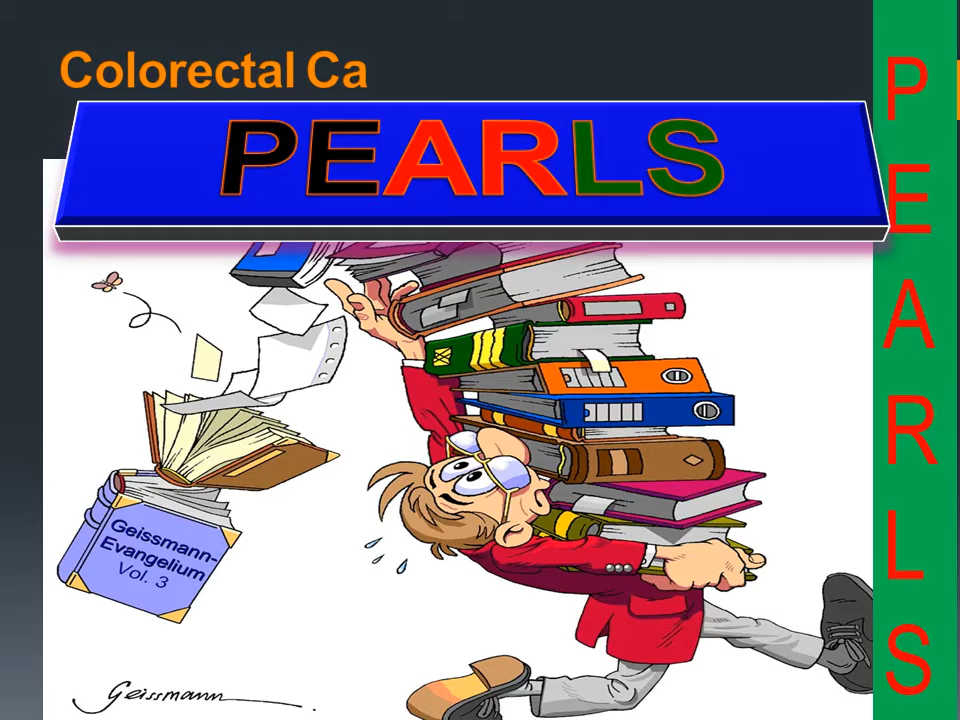 Colorectal Ca
PEARLS
Geissmann-
Evangelium
Vol. 3
Geissmann
P
E
A
R
L
S